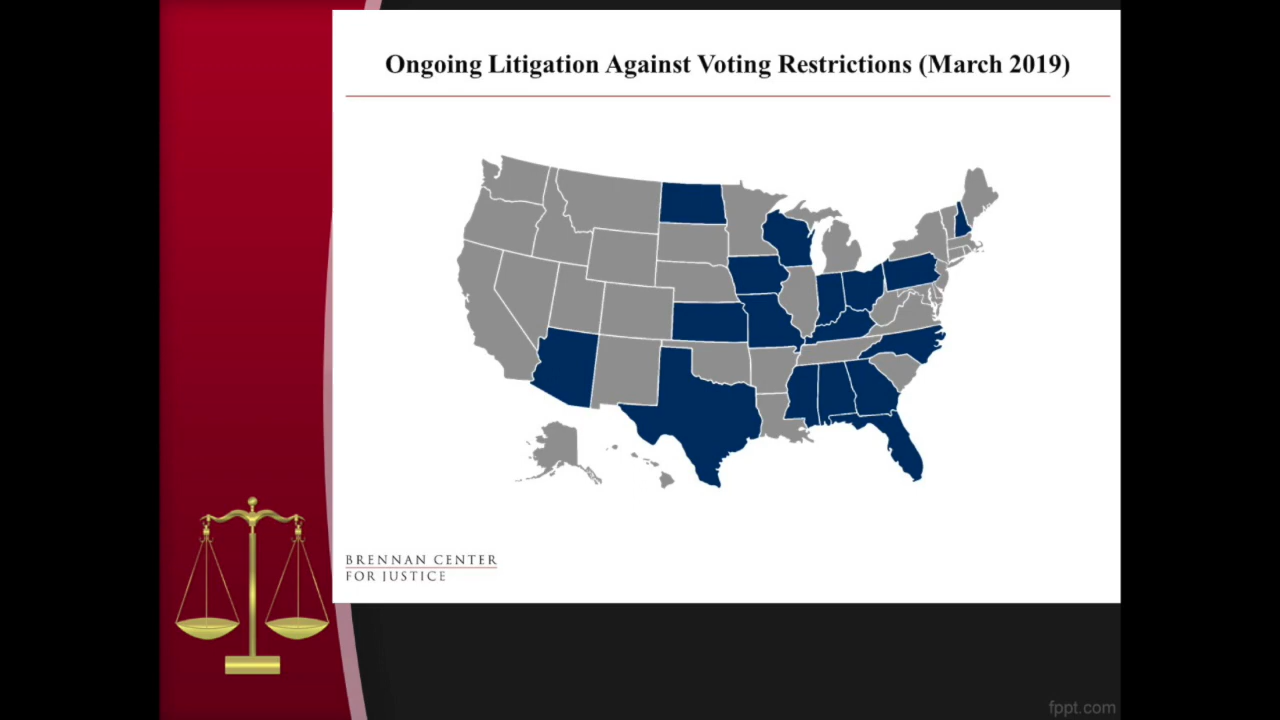 Ongoing Litigation Against Voting Restrictions (March 2019)
BRENNAN CENTER
FOR JUSTICE
fppt.com